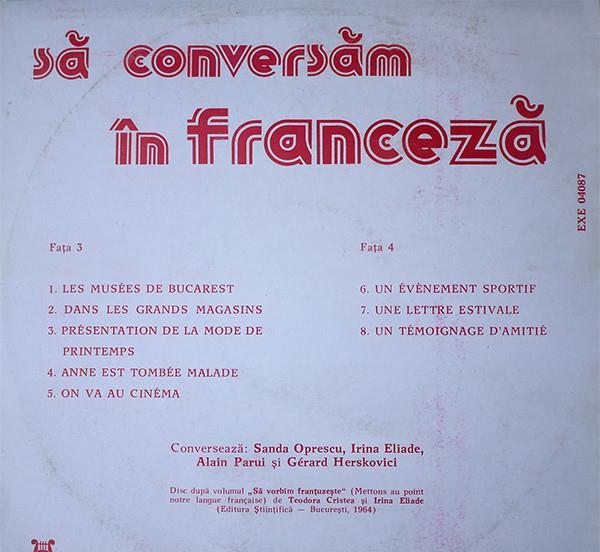 să conversăm
în franceză
EXE 04087
Fața 3
1. LES MUSÉES DE BUCAREST
2. DANS LES GRANDS MAGASINS
3. PRÉSENTATION DE LA MODE DE
PRINTEMPS
4. ANNE EST TOMBÉE MALADE
5. ON VA AU CINÉMA
Fața 4
6. UN ÉVÈNEMENT SPORTIF
7. UNE LETTRE ESTIVALE
8. UN TÉMOIGNAGE D'AMITIÉ
Conversează: Sanda Oprescu, Irina Eliade,
Alain Parui și Gérard Herskovici
Disc după volumul „Să vorbim franțuzește“ (Mettons au point
notre langue française) de Teodora Cristea și Irina Eliade
(Editura Științifică — București, 1964)